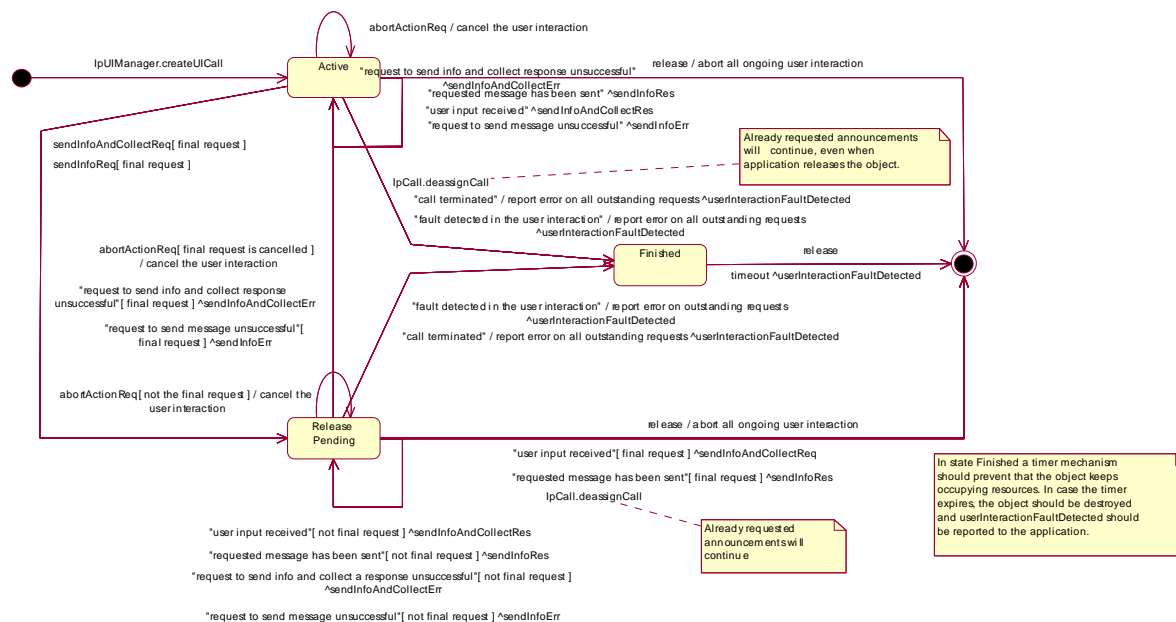 abortActionReq / cancel the user interaction
IpUIManager.createUICall
Active
release / abort all ongoing user interaction
"request to send info and collect response unsuccessful"
^sendInfoAndCollectErr
"requested message has been sent" ^sendInfoRes
"user input received" ^sendInfoAndCollectRes
"request to send message unsuccessful" ^sendInfoErr
sendInfoAndCollectReq[ final request ]
sendInfoReq[ final request ]
Already requested announcements
will continue, even when
application releases the object.
IpCall.deassignCall
"call terminated" / report error on all outstanding requests ^userInteractionFaultDetected
"fault detected in the user interaction" / report error on all outstanding requests
^userInteractionFaultDetected
abortActionReq[ final request is cancelled ]
/ cancel the user interaction
Finished
release
timeout ^userInteractionFaultDetected
"request to send info and collect response
unsuccessful"[ final request ] ^sendInfoAndCollectErr
"request to send message unsuccessful"[
final request ] ^sendInfoErr
"fault detected in the user interaction" / report error on outstanding requests
^userInteractionFaultDetected
"call terminated" / report error on all outstanding requests ^userInteractionFaultDetected
abortActionReq[ not the final request ] / cancel the
user interaction
Release
Pending
release / abort all ongoing user interaction
"user input received"[ final request ] ^sendInfoAndCollectReq
"requested message has been sent"[ final request ] ^sendInfoRes
IpCall.deassignCall
In state Finished a timer mechanism
should prevent that the object keeps
occupying resources. In case the timer
expires, the object should be destroyed
and userInteractionFaultDetected should
be reported to the application.
Already requested
announcements will
continue
"user input received"[ not final request ] ^sendInfoAndCollectRes
"requested message has been sent"[ not final request ] ^sendInfoRes
"request to send info and collect a response unsuccessful"[ not final request ]
^sendInfoAndCollectErr
"request to send message unsuccessful"[ not final request ] ^sendInfoErr